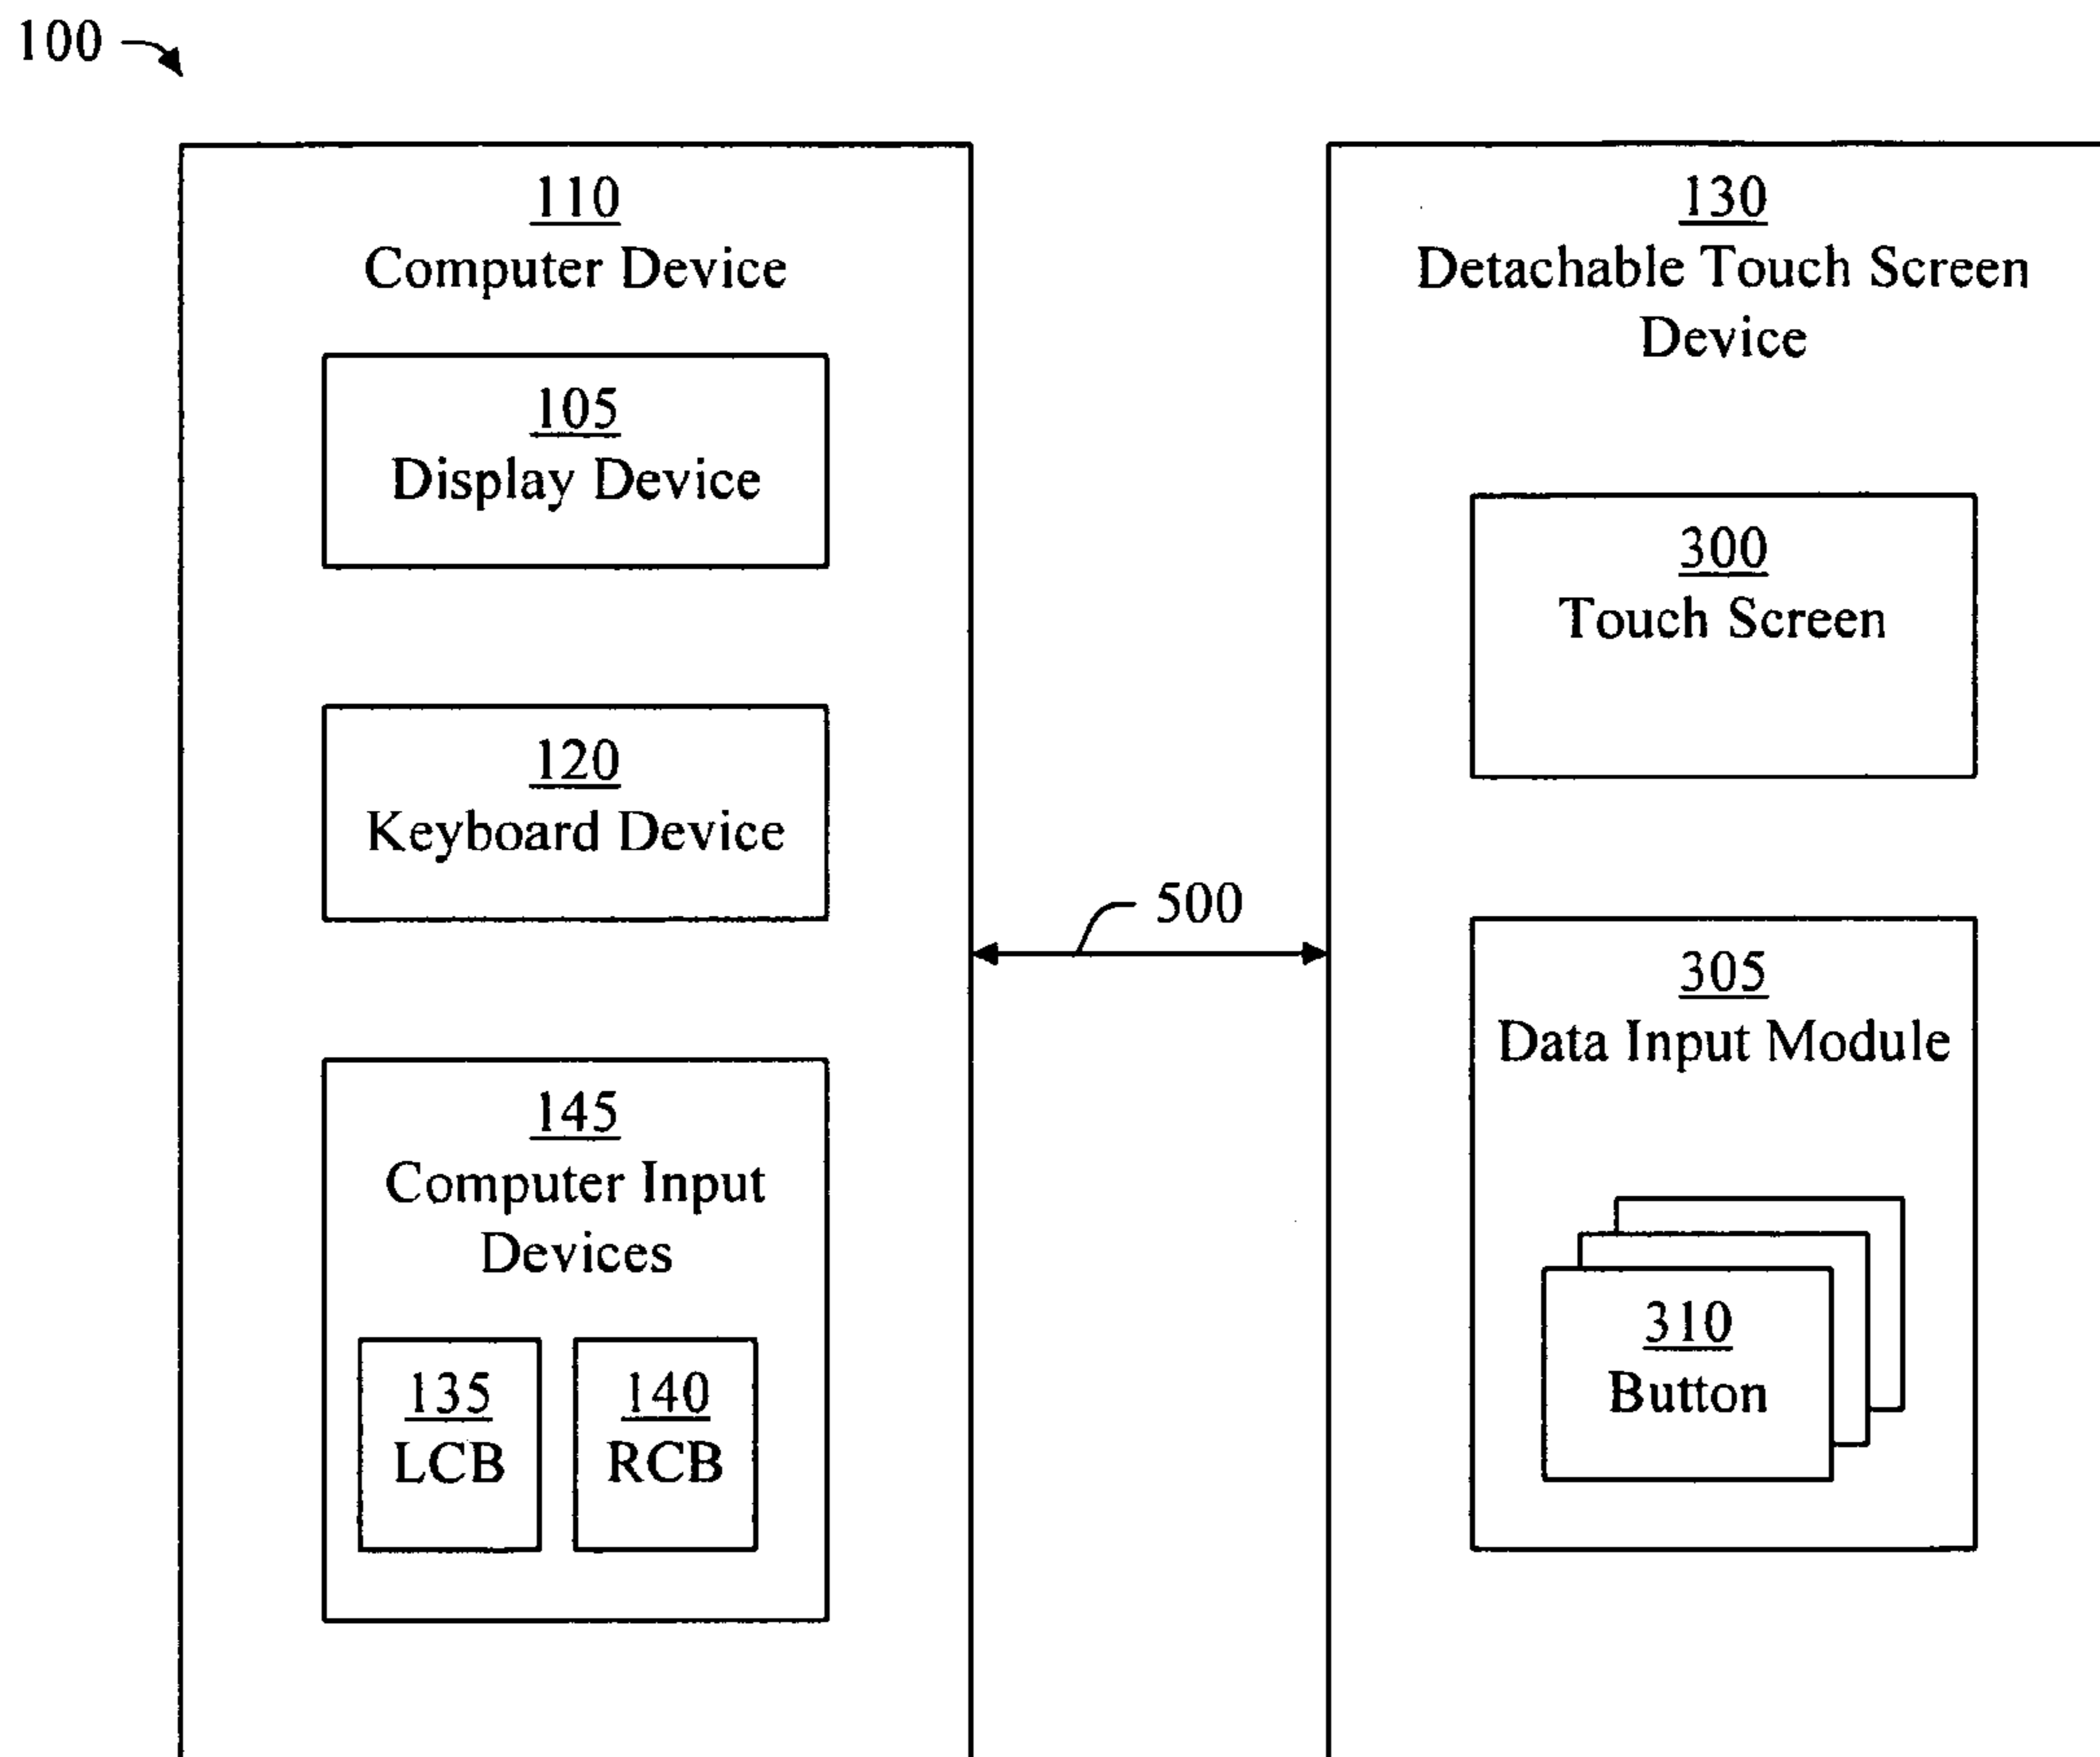 100
110
Computer Device
105
Display Device
120
Keyboard Device
145
Computer Input
Devices
135
LCB
140
RCB
500
130
Detachable Touch Screen
Device
300
Touch Screen
305
Data Input Module
310
Button